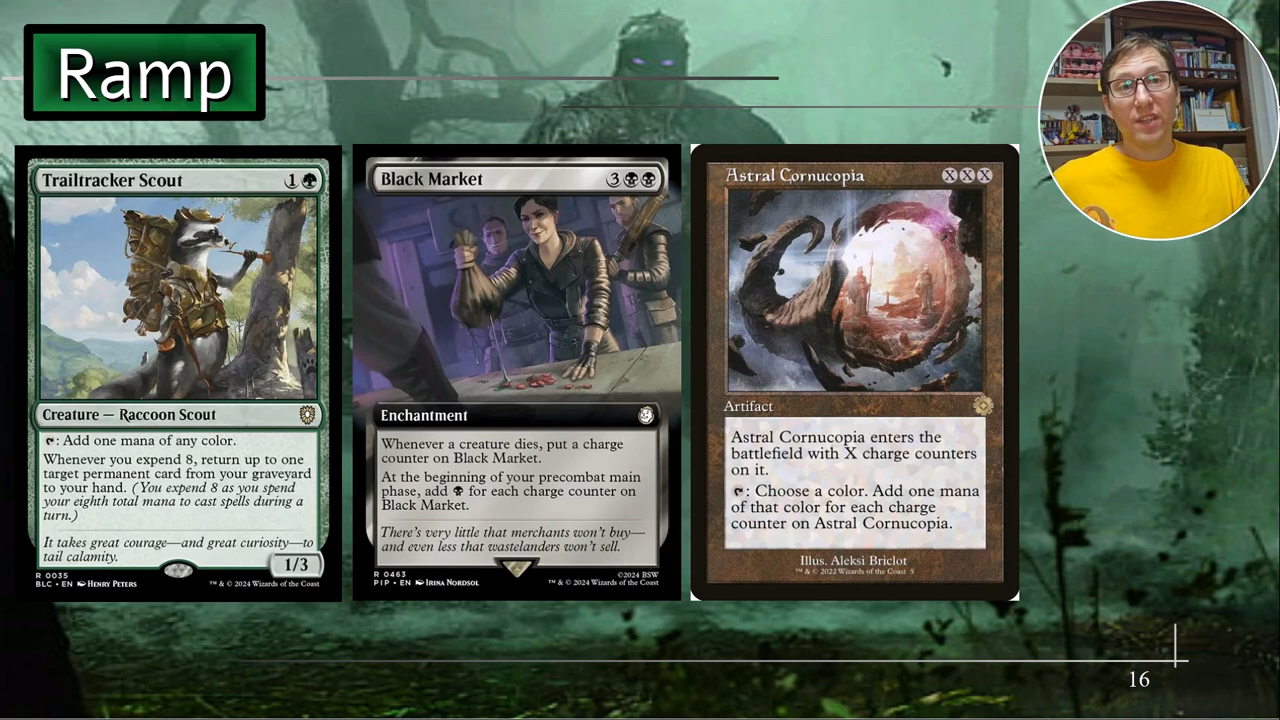 Ramp
Trailtracker Scout 1
Creature — Raccoon Scout
: Add one mana of any color.
Whenever you expend 8, return up to one
target permanent card from your graveyard
to your hand. (You expend 8 as you spend
your eighth total mana to cast spells during a
turn.)
It takes great courage—and great curiosity—to
tail calamity.
1/3
R 0035
BLC • EN HENRY PETERS
™ & © 2024 Wizards of the Coast
Black Market 3
Enchantment
Whenever a creature dies, put a charge
counter on Black Market.
At the beginning of your precombat main
phase, add for each charge counter on
Black Market.
There's very little that merchants won't buy—
and even less that wastelanders won't sell.
R 0463
PIP • EN IRINA NORDSOL
©2024 BSW
™ & © 2024 Wizards of the Coast
Astral Cornucopia XXX
Artifact
Astral Cornucopia enters the
battlefield with X charge counters
on it.
: Choose a color. Add one mana
of that color for each charge
counter on Astral Cornucopia.
Illus. Aleksi Briclot
™ & © 2022 Wizards of the Coast 5
16